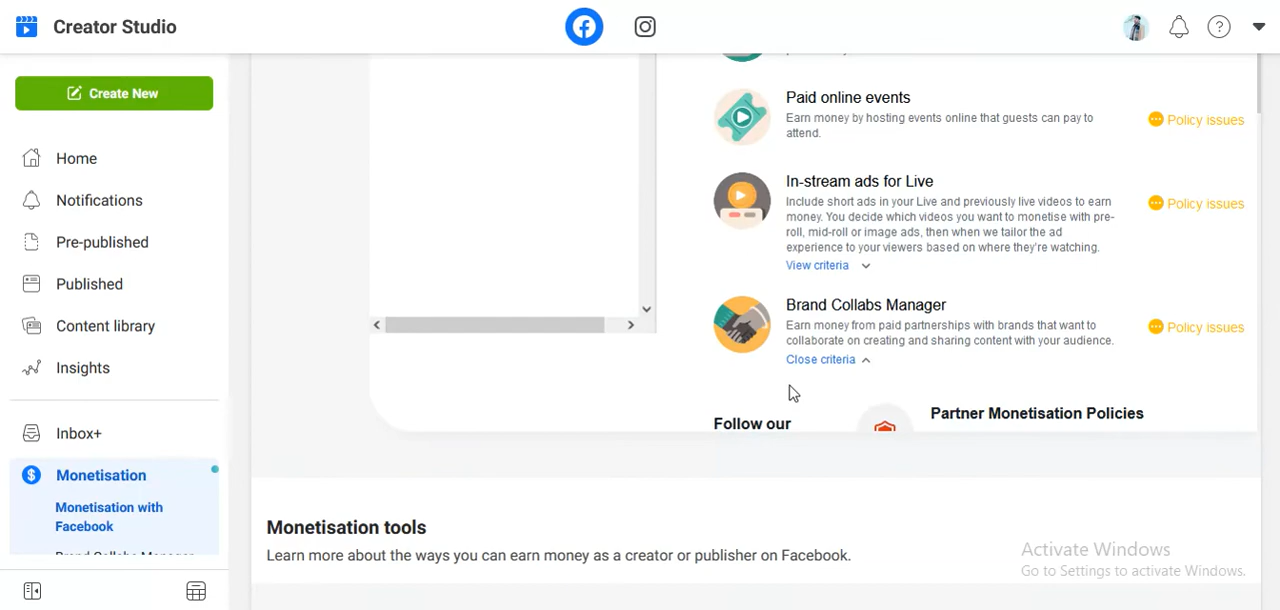 Creator Studio
Create New
Home
Notifications
Pre-published
Published
Content library
Insights
Inbox+
Monetisation
Monetisation with
Facebook
Paid online events
Earn money by hosting events online that guests can pay to
attend.
Policy issues
In-stream ads for Live
Include short ads in your Live and previously live videos to earn
money. You decide which videos you want to monetise with pre-
roll, mid-roll or image ads, then when we tailor the ad
experience to your viewers based on where they're watching.
View criteria
Policy issues
Brand Collabs Manager
Earn money from paid partnerships with brands that want to
collaborate on creating and sharing content with your audience.
Close criteria
Policy issues
Follow our
Partner Monetisation Policies
Monetisation tools
Learn more about the ways you can earn money as a creator or publisher on Facebook.
Activate Windows
Go to Settings to activate Windows.